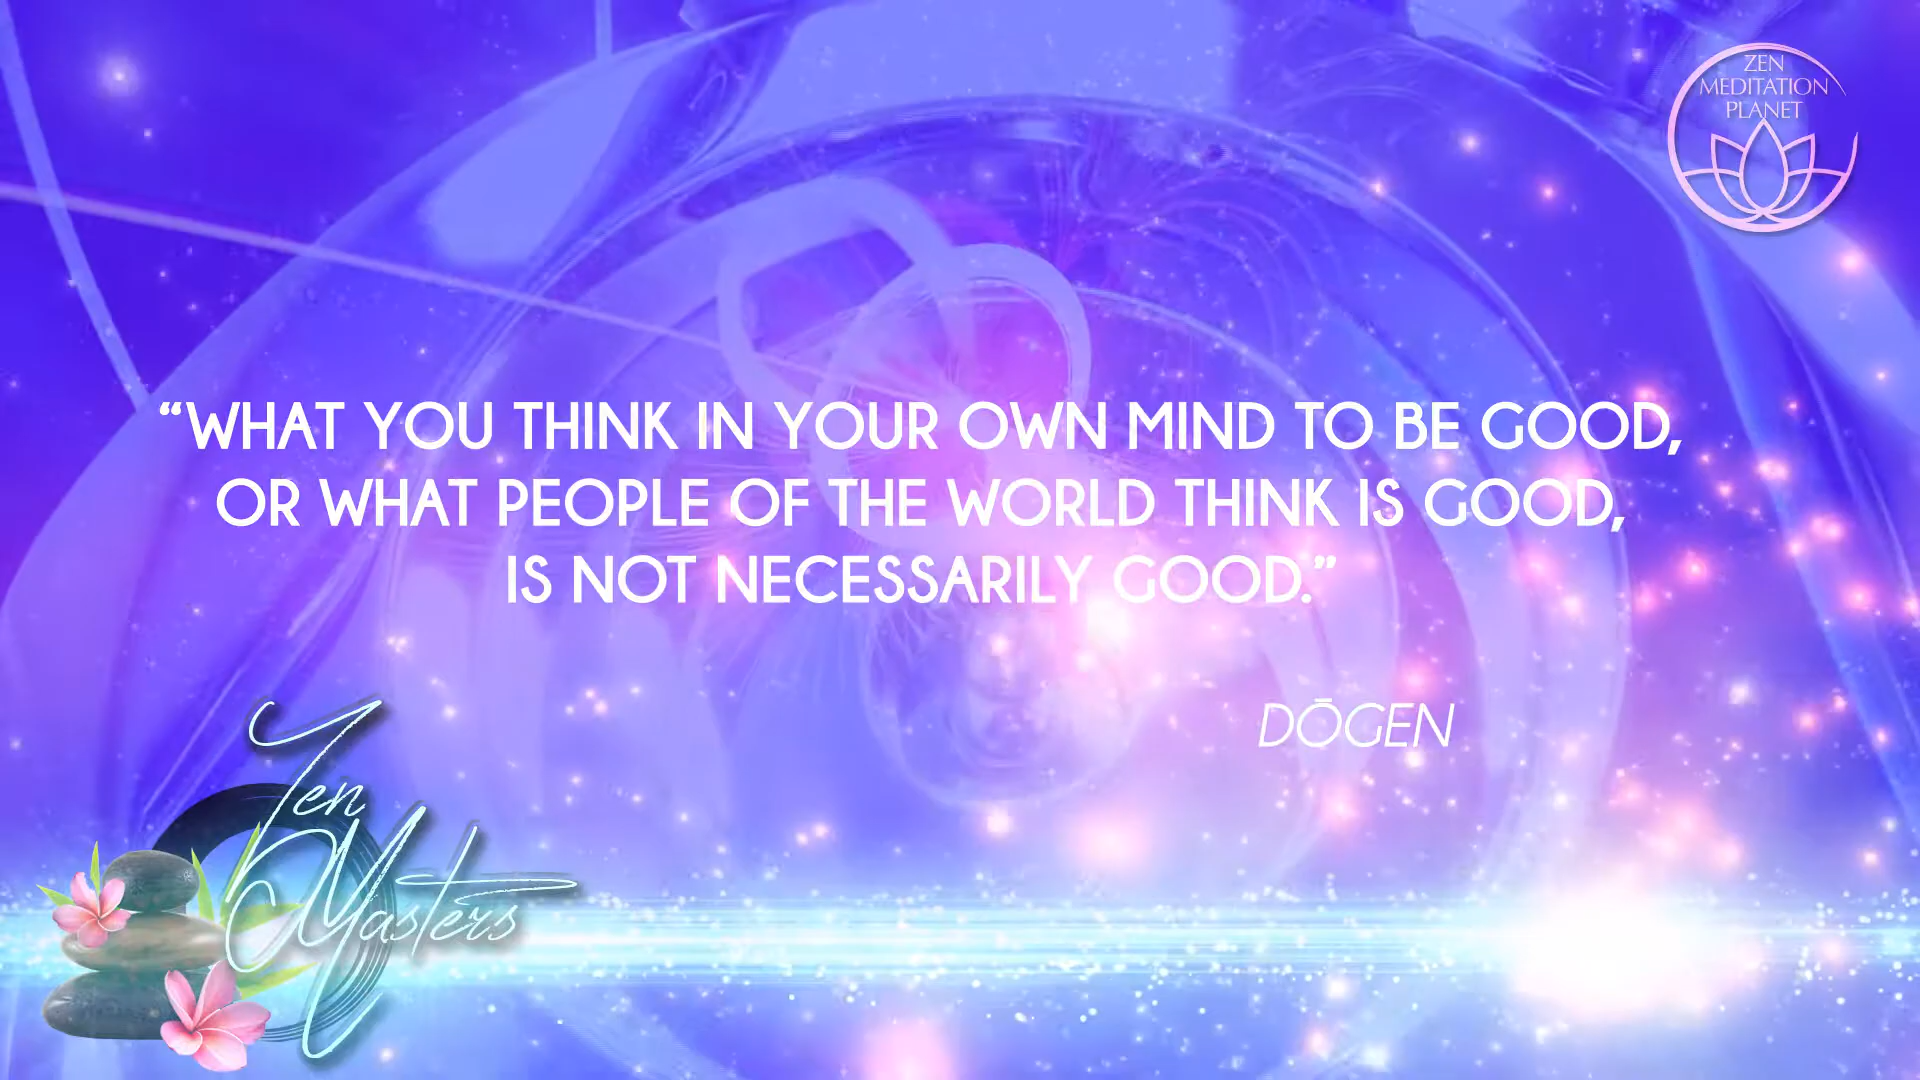 ZEN
MEDITATION
PLANET
“WHAT YOU THINK IN YOUR OWN MIND TO BE GOOD,
OR WHAT PEOPLE OF THE WORLD THINK IS GOOD,
IS NOT NECESSARILY GOOD.”
DŌGEN
Zen
Masters